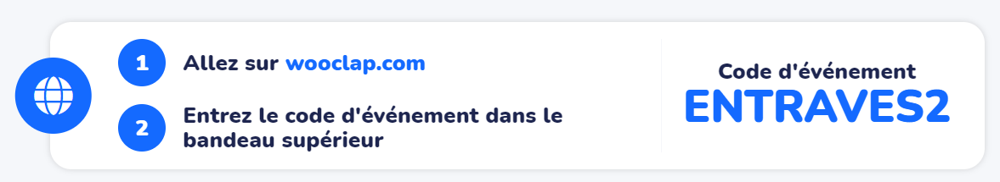 1
Allez sur wooclap.com
2
Entrez le code d'événement dans le
bandeau supérieur
Code d'événement
ENTRAVES2